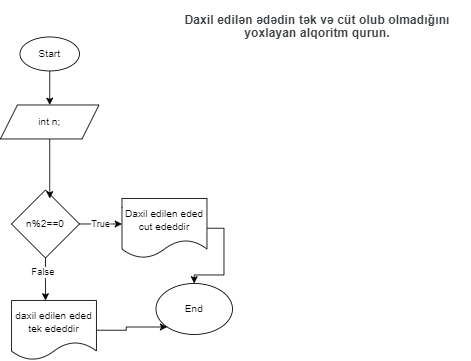 Daxil edilən ədədin tək və cüt olub olmadığını
yoxlayan alqoritm qurun.
Start
int n;
n%2==0
True
Daxil edilen eded
cut ededdir
False
daxil edilen eded
tek ededdir
End